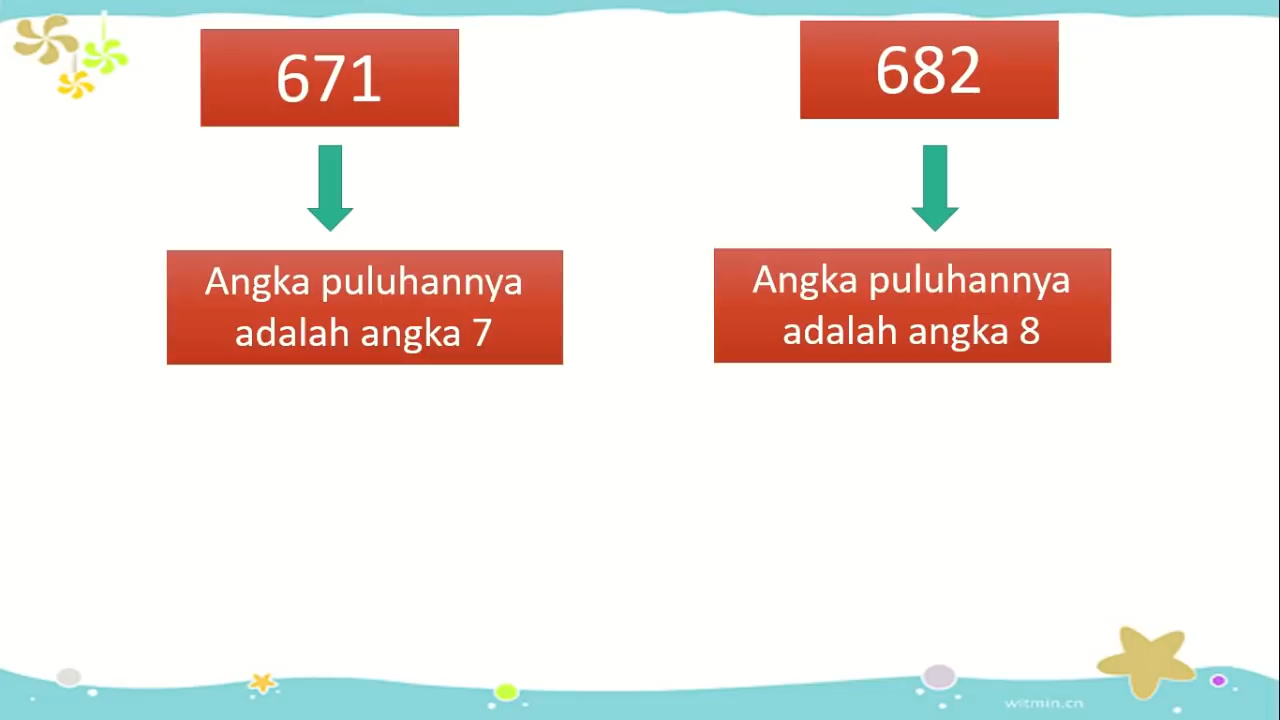 671
682
Angka puluhannya
adalah angka 7
Angka puluhannya
adalah angka 8
witmin.cn